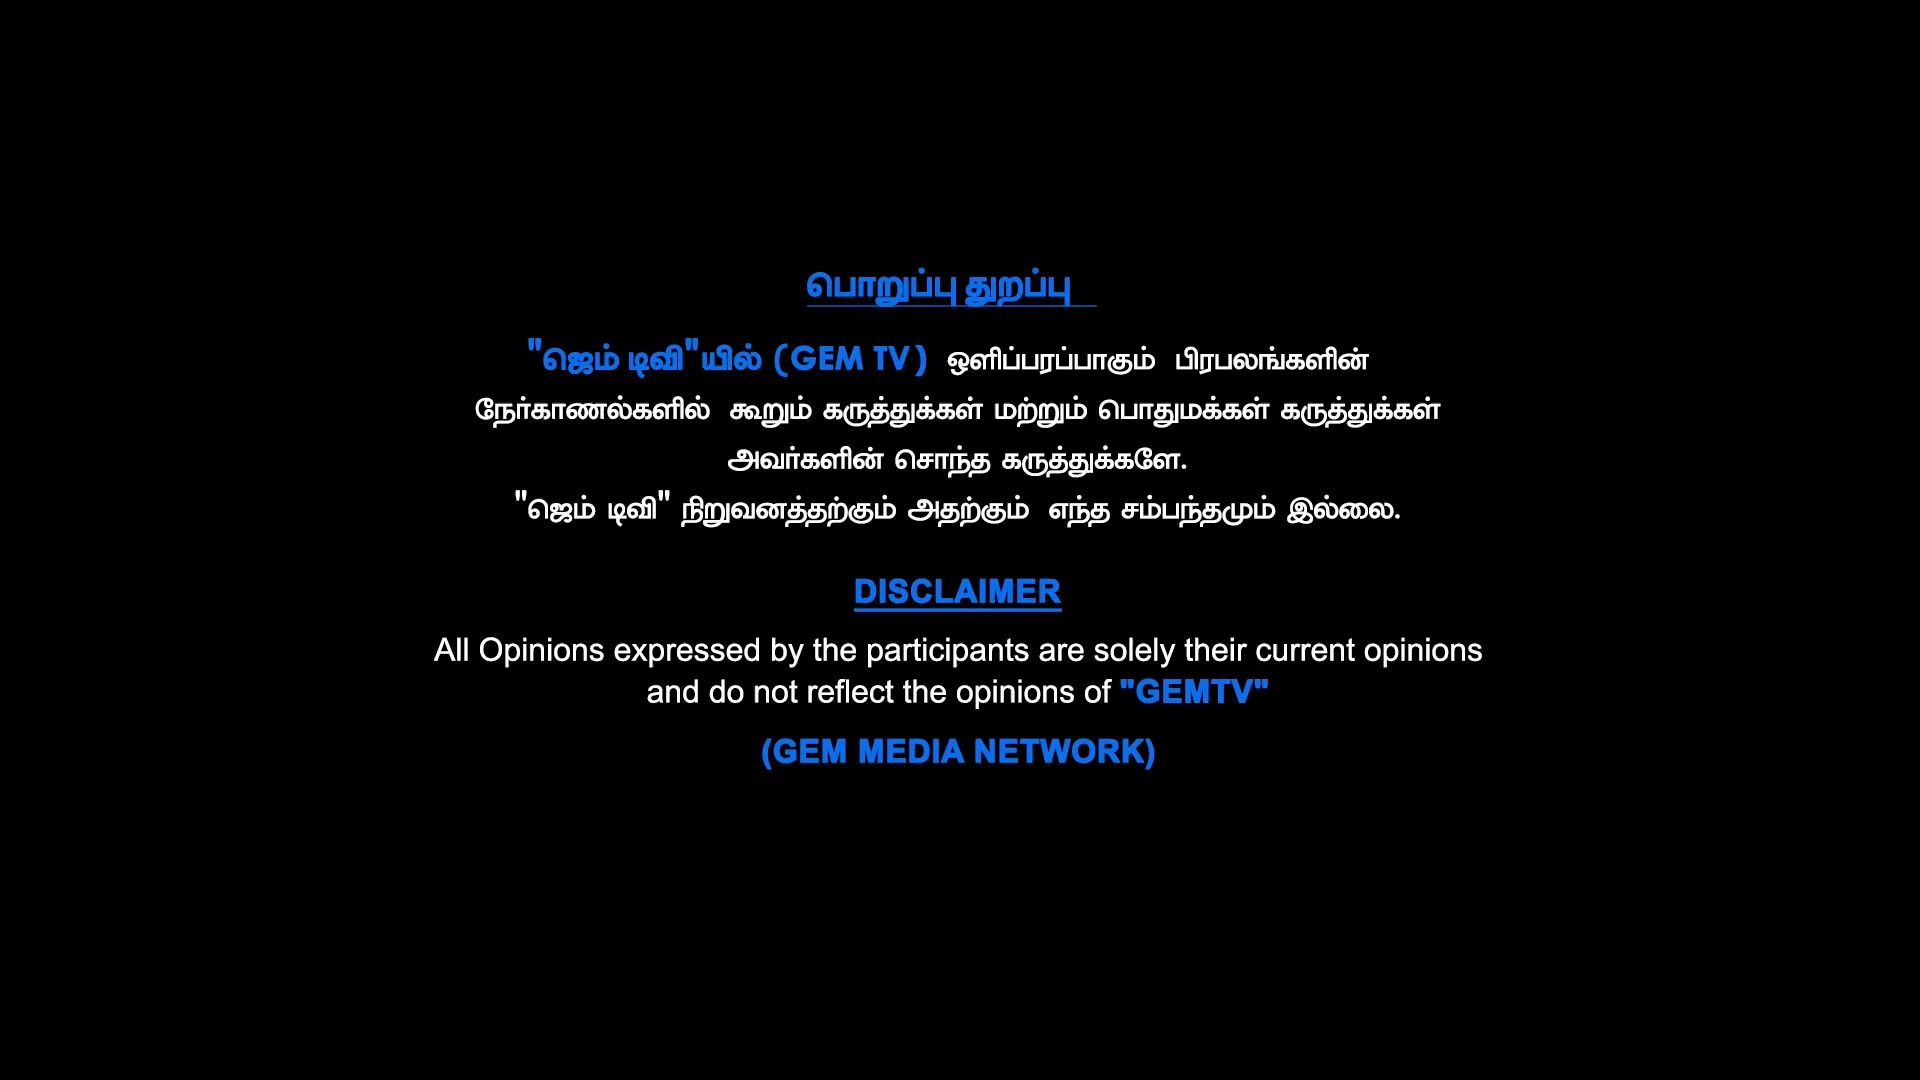 பொறுப்பு துறப்பு
"ஜெம் டிவி"யில் (GEM TV) ஒளிப்பரப்பாகும் பிரபலங்களின்
நேர்காணல்களில் கூறும் கருத்துக்கள் மற்றும் பொதுமக்கள் கருத்துக்கள்
அவர்களின் சொந்த கருத்துக்களே.
"ஜெம் டிவி" நிறுவனத்தற்கும் அதற்கும் எந்த சம்பந்தமும் இல்லை.
DISCLAIMER
All Opinions expressed by the participants are solely their current opinions
and do not reflect the opinions of "GEMTV"
(GEM MEDIA NETWORK)